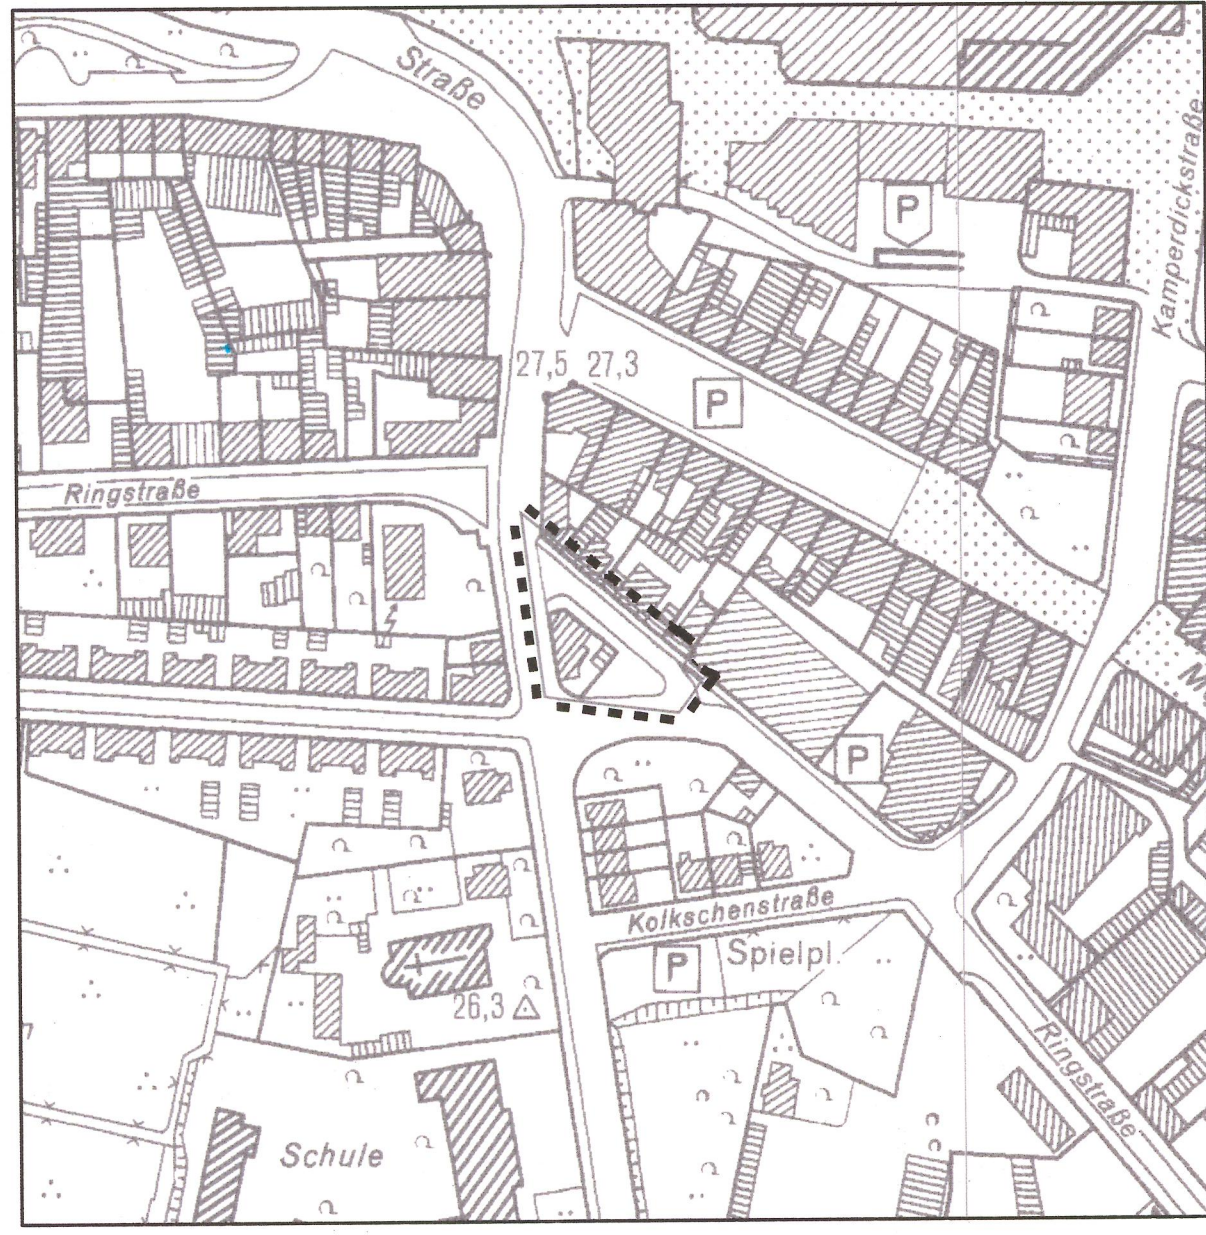 Straße
Kamperdickstraße
P
27,5 27,3
P
Ringstraße
P
Kolkschenstraße
P
Spielpl.
26,3
Ringstraße
Schule